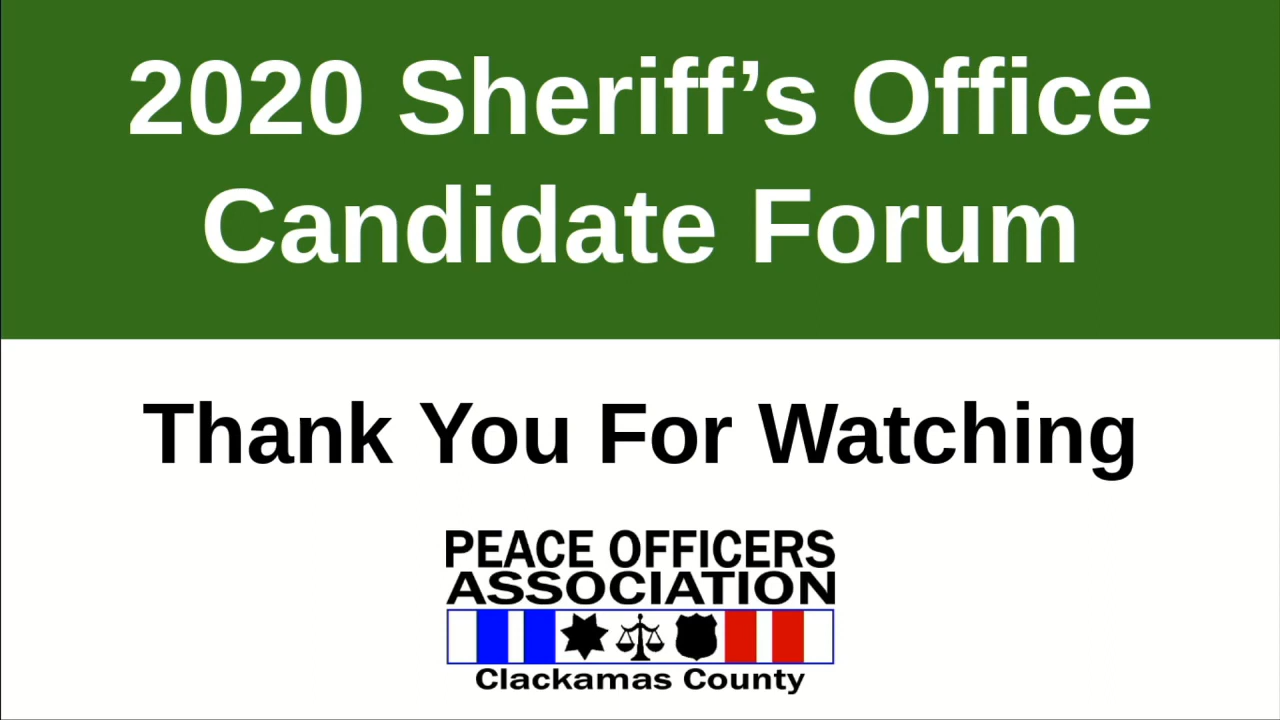 2020 Sheriff’s Office
Candidate Forum
Thank You For Watching
PEACE OFFICERS
ASSOCIATION
Clackamas County